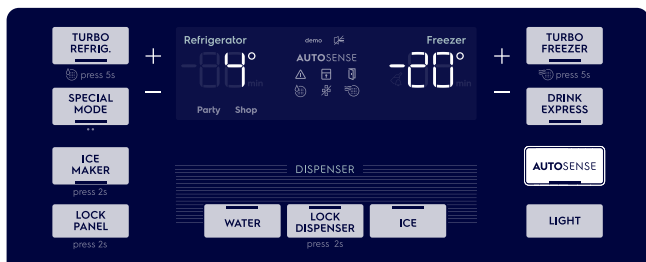 TURBO
REFRIG.
press 5s
SPECIAL
MODE
ICE
MAKER
press 2s
LOCK
PANEL
press 2s
+
−
Refrigerator
demo
Freezer
4°
min
AUTOSENSE
-20°
min
Party Shop
DISPENSER
WATER
LOCK
DISPENSER
press 2s
ICE
+
−
TURBO
FREEZER
press 5s
DRINK
EXPRESS
AUTOSENSE
LIGHT